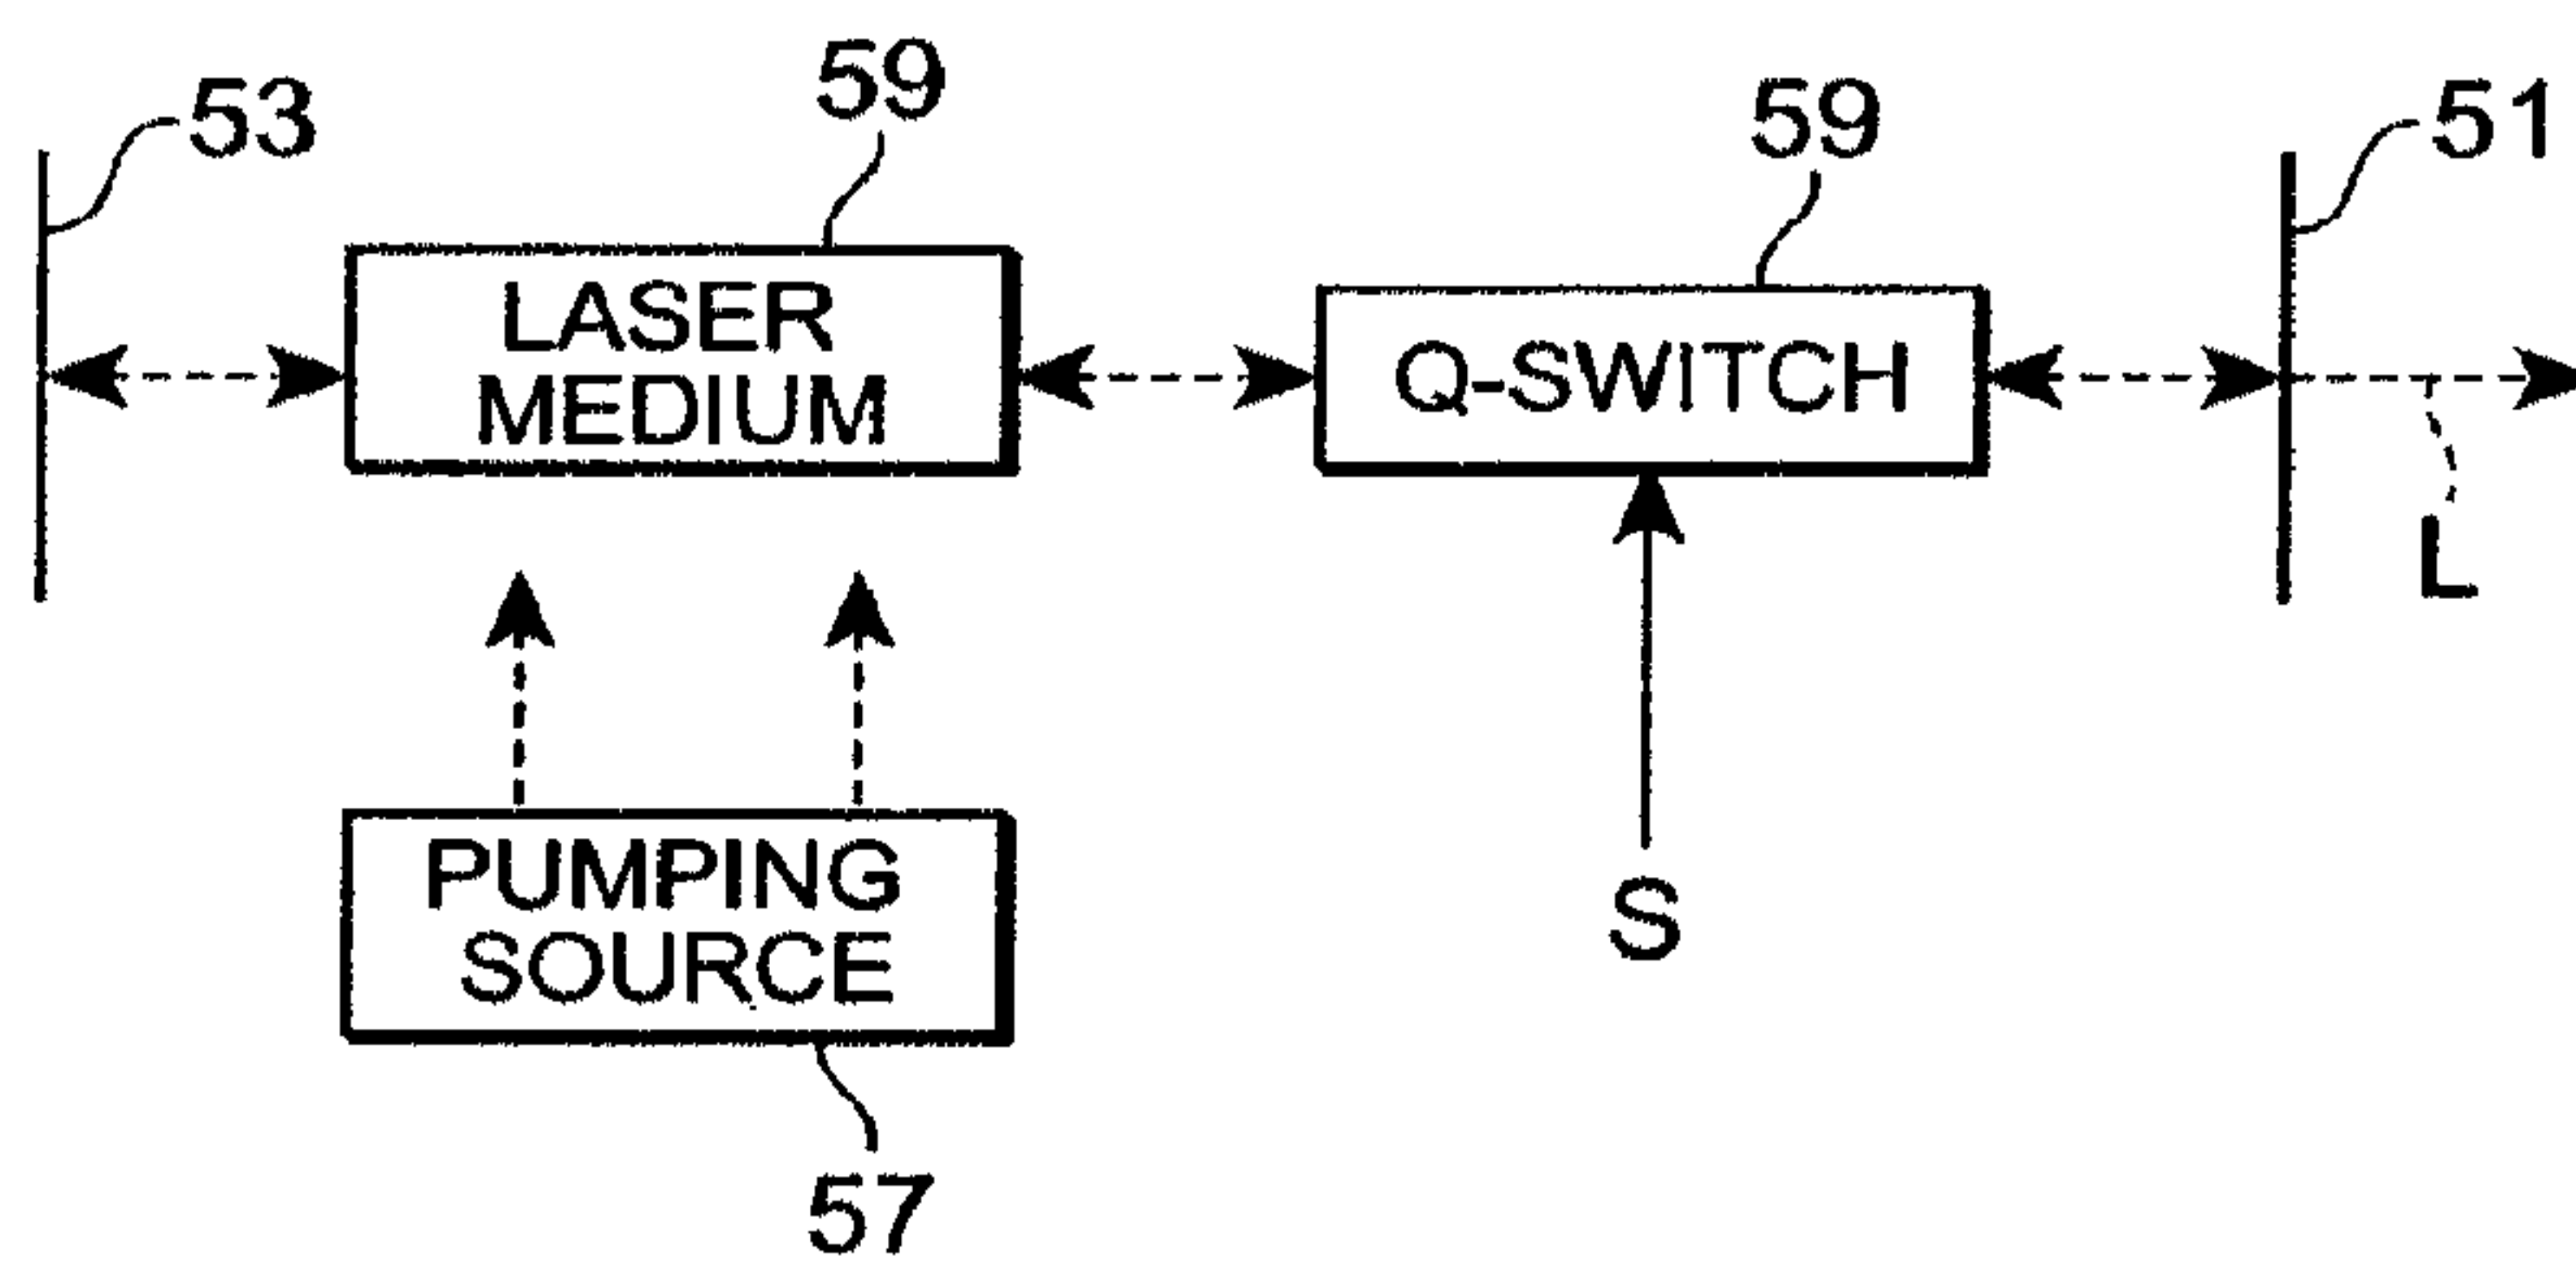 53
59
59
51
LASER
MEDIUM
Q-SWITCH
L
PUMPING
SOURCE
S
57